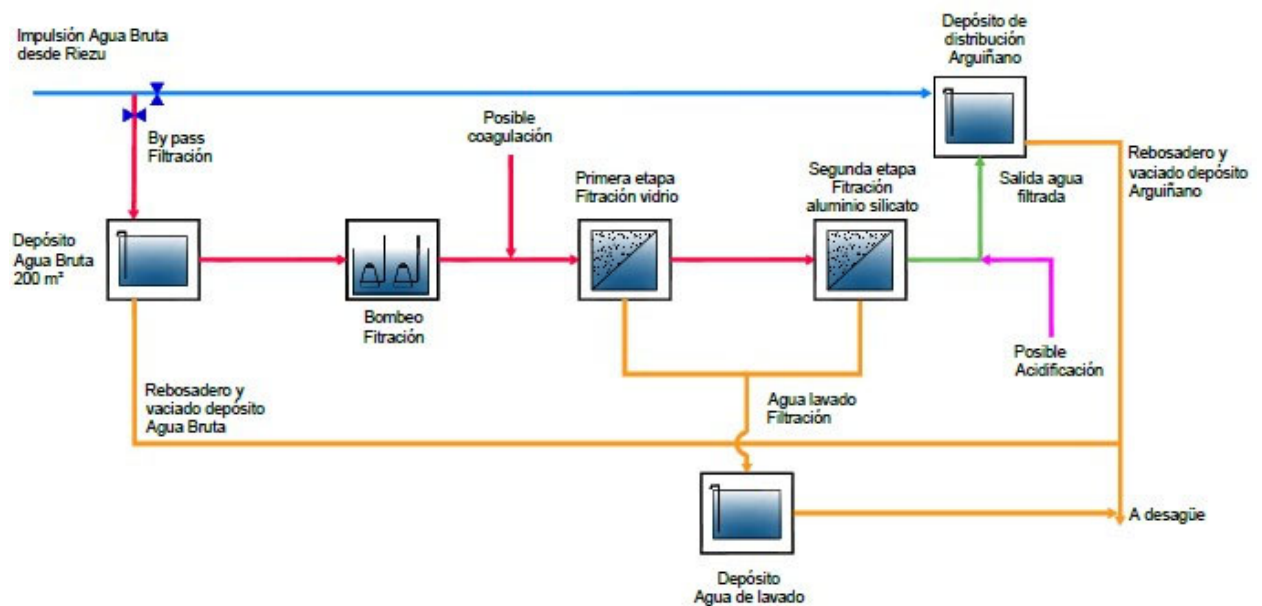 Impulsión Agua Bruta
desde Riezu
Depósito de
distribución
Arguiñano
By pass
Filtración
Posible
coagulación
Primera etapa
Fitración vidrio
Segunda etapa
Fitración
aluminio silicato
Salida agua
filtrada
Rebosadero y
vaciado depósito
Arguiñano
Depósito
Agua Bruta
200 m³
Bombeo
Fitración
Posible
Acidificación
Rebosadero y
vaciado depósito
Agua Bruta
Agua lavado
Filtración
A desagüe
Depósito
Agua de lavado